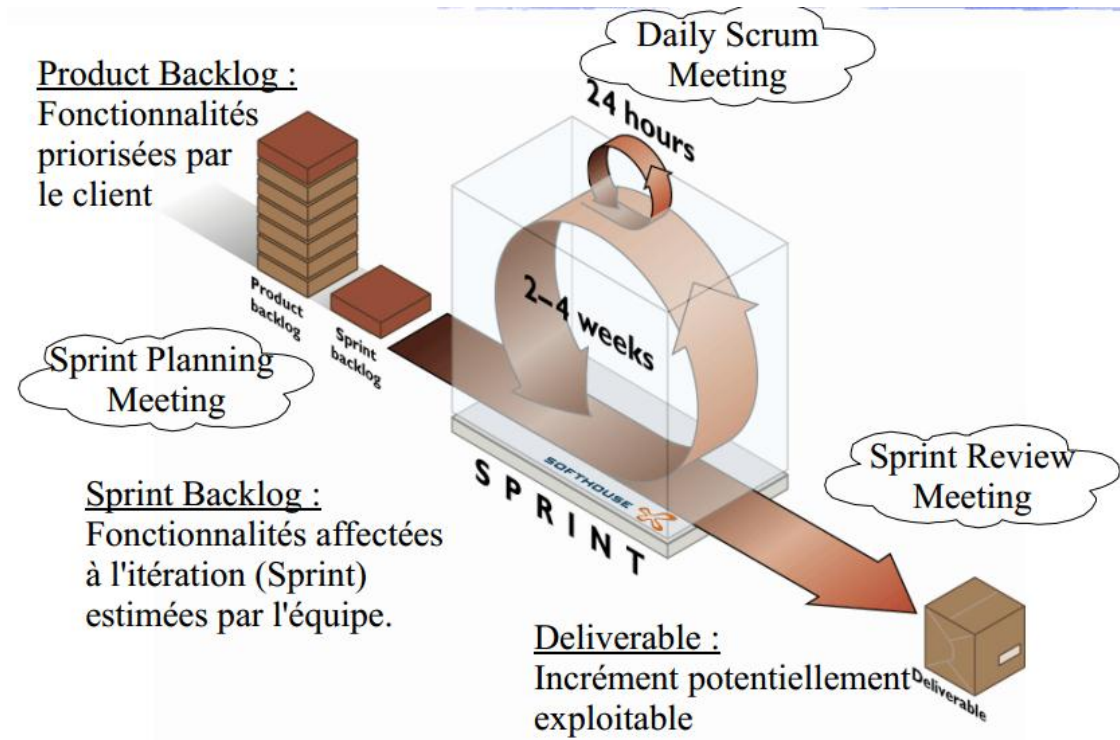 Daily Scrum
Meeting
Product Backlog :
Fonctionnalités
priorisées par
le client
24 hours
2–4 weeks
Product
backlog
Sprint
backlog
Sprint Planning
Meeting
Sprint Backlog :
Fonctionnalités affectées
à l'itération (Sprint)
estimées par l'équipe.
SOFTHOUSE
SPRINT
Sprint Review
Meeting
Deliverable :
Incrément potentiellement
exploitable
Deliverable